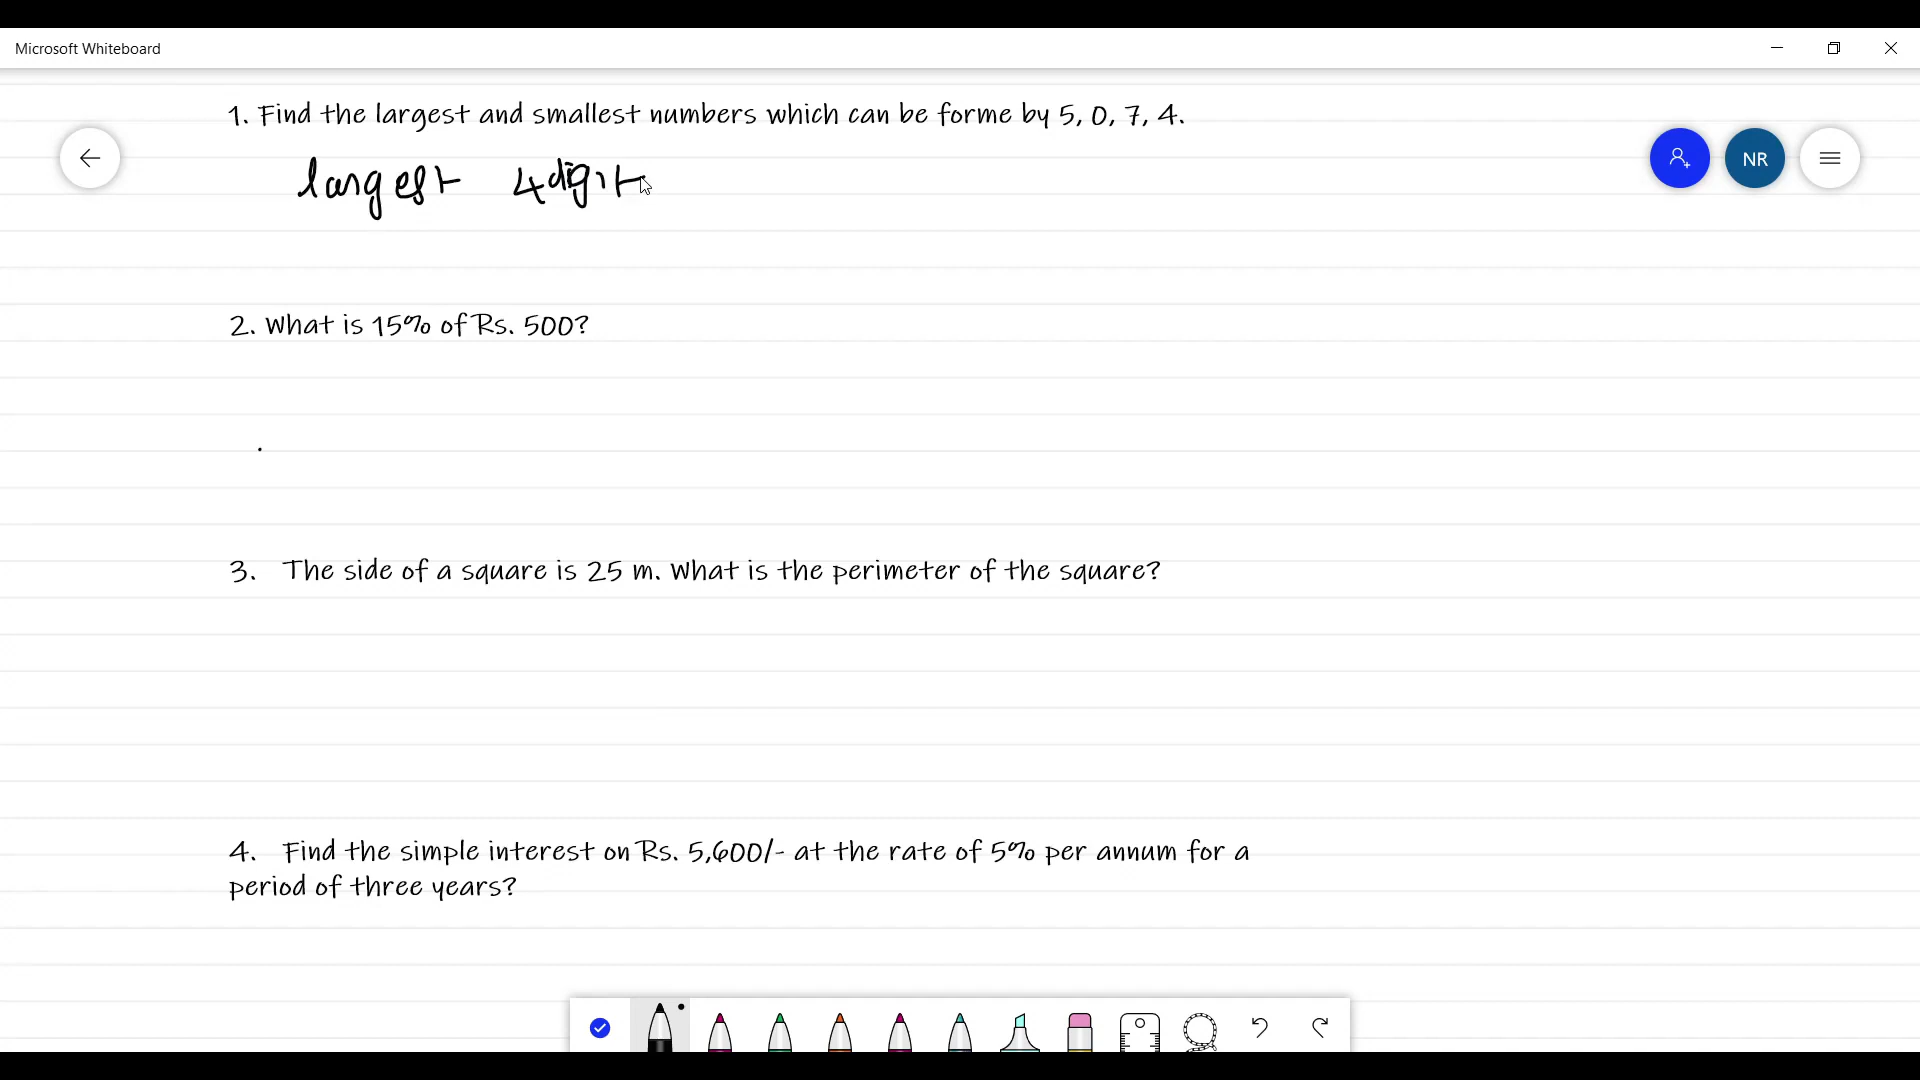 Microsoft Whiteboard
1. Find the largest and smallest numbers which can be forme by 5, 0, 7, 4.
NR
largest 4 digit
2. What is 15% of Rs. 500?
3. The side of a square is 25 m. What is the perimeter of the square?
4. Find the simple interest on Rs. 5,600/- at the rate of 5% per annum for a
period of three years?